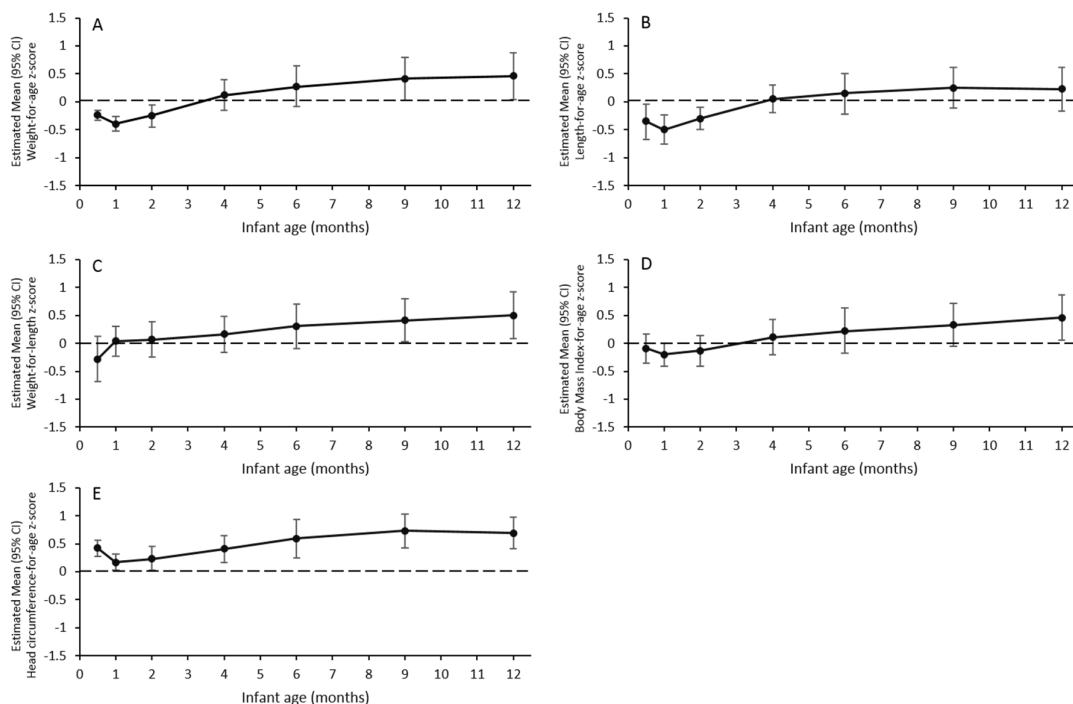 A
Estimated Mean (95% CI)
Weight-for-age z-score
1.5
1
0.5
0
-0.5
-1
-1.5
0 1 2 4 6 5 7 8 9 10 11 12
Infant age (months)
B
Estimated Mean (95% CI)
Length-for-age z-score
1.5
1
0.5
0
-0.5
-1
-1.5
0 1 2 3 4 5 6 7 8 9 10 11 12
Infant age (months)
C
Estimated Mean (95% CI)
Weight-for-length z-score
1.5
1
0.5
0
-0.5
-1
-1.5
0 1 2 3 4 5 6 7 8 9 10 11 12
Infant age (months)
D
Estimated Mean (95% CI)
Body Mass Index-for-age z-score
1.5
1
0.5
0
-0.5
-1
-1.5
0 1 2 3 4 5 6 7 8 9 10 11 12
Infant age (months)
E
Estimated Mean (95% CI)
Head circumference-for-age z-score
1.5
1
0.5
0
-0.5
-1
-1.5
0 1 2 3 4 5 6 7 8 9 10 11 12
Infant age (months)